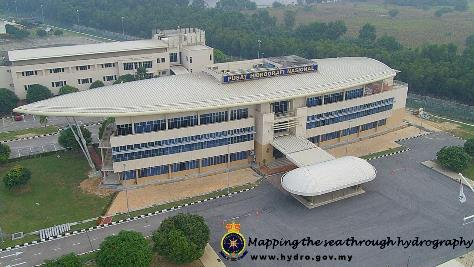 PUSAT HIDROGRAFI NASIONAL
Mapping the sea through hydrography
www.hydro.gov.my